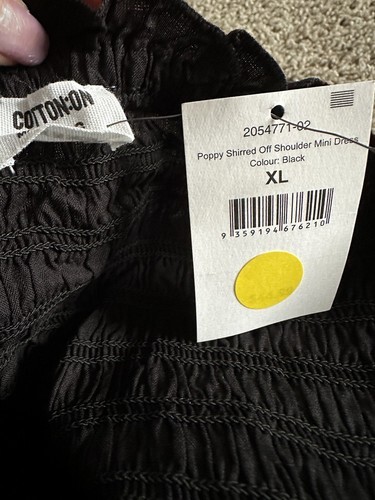 COTTON:ON
2054771-02
Poppy Shirred Off Shoulder Mini Dress
Colour: Black
XL
9 359194 676210